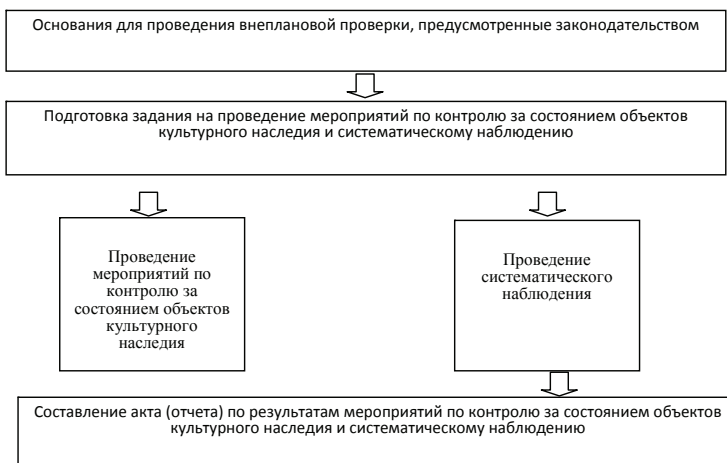 Основания для проведения внеплановой проверки, предусмотренные законодательством
Подготовка задания на проведение мероприятий по контролю за состоянием объектов
культурного наследия и систематическому наблюдению
Проведение
мероприятий по
контролю за
состоянием объектов
культурного
наследия
Проведение
систематического
наблюдения
Составление акта (отчета) по результатам мероприятий по контролю за состоянием объектов
культурного наследия и систематическому наблюдению